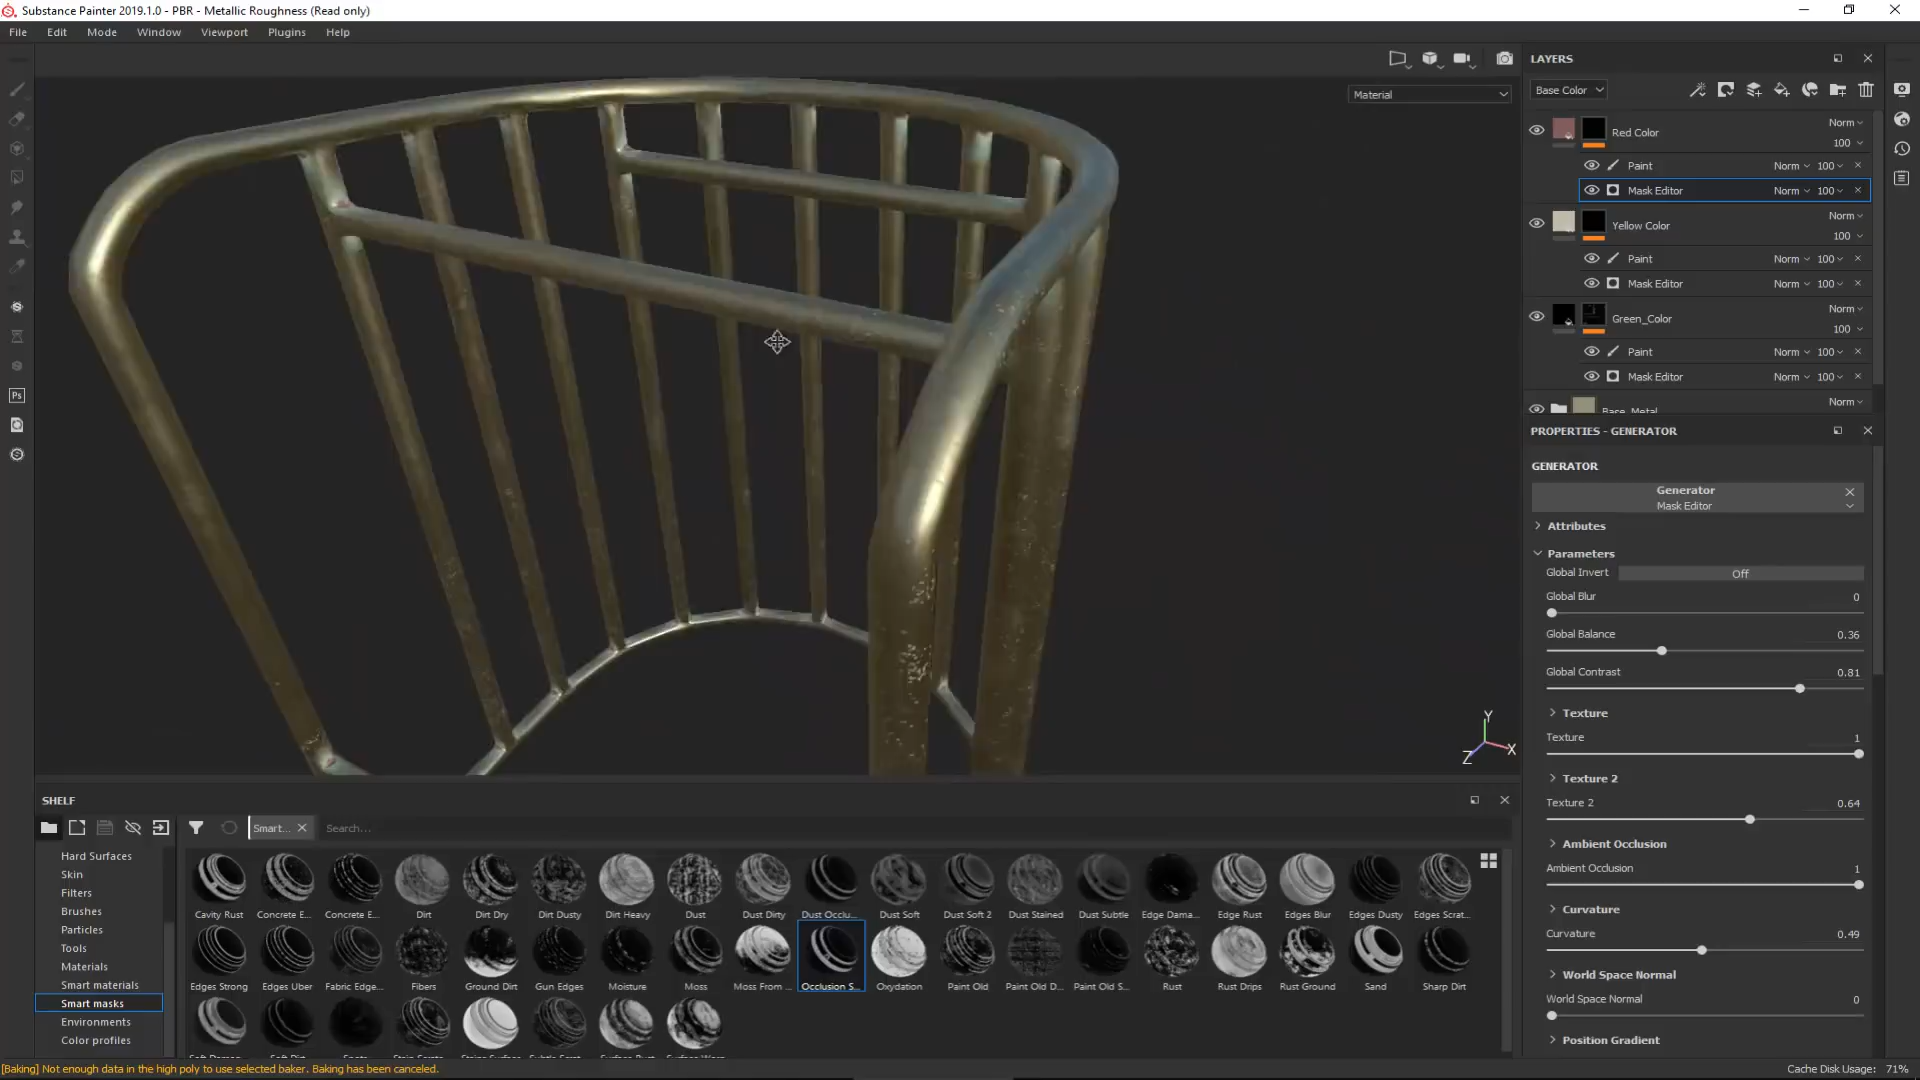 Substance Painter 2019.1.0 - PBR - Metallic Roughness (Read only)
File Edit Mode Window Viewport Plugins Help
Material
LAYERS
Base Color
Norm
Red Color
100
Paint Norm 100
Mask Editor Norm 100
Norm
Yellow Color
100
Paint Norm 100
Mask Editor Norm 100
Norm
Green_Color
100
Paint Norm 100
Mask Editor Norm 100
Norm
Base_Metal
PROPERTIES - GENERATOR
GENERATOR
Generator
Mask Editor
Attributes
Parameters
Global Invert Off
Global Blur 0
Global Balance 0.36
Global Contrast 0.81
Texture
Texture 1
Texture 2
Texture 2 0.64
Ambient Occlusion
Ambient Occlusion 1
Curvature
Curvature 0.49
World Space Normal
World Space Normal 0
Position Gradient
Ps
Y
Z X
SHELF
Smart... Search...
Hard Surfaces
Skin
Filters
Brushes
Particles
Tools
Materials
Smart materials
Smart masks
Environments
Color profiles
Cavity Rust Concrete E... Concrete E... Dirt Dirt Dry Dirt Dusty Dirt Heavy Dust Dust Dirty Dust Occlu... Dust Soft Dust Soft 2 Dust Stained Dust Subtle Edge Dama... Edge Rust Edges Blur Edges Dusty Edges Scrat...
Edges Strong Edges Uber Fabric Edge... Fibers Ground Dirt Gun Edges Moisture Moss Moss From ... Occlusion S... Oxydation Paint Old Paint Old D... Paint Old S... Rust Rust Drips Rust Ground Sand Sharp Dirt
[Baking] Not enough data in the high poly to use selected baker. Baking has been canceled.
Cache Disk Usage: 71%